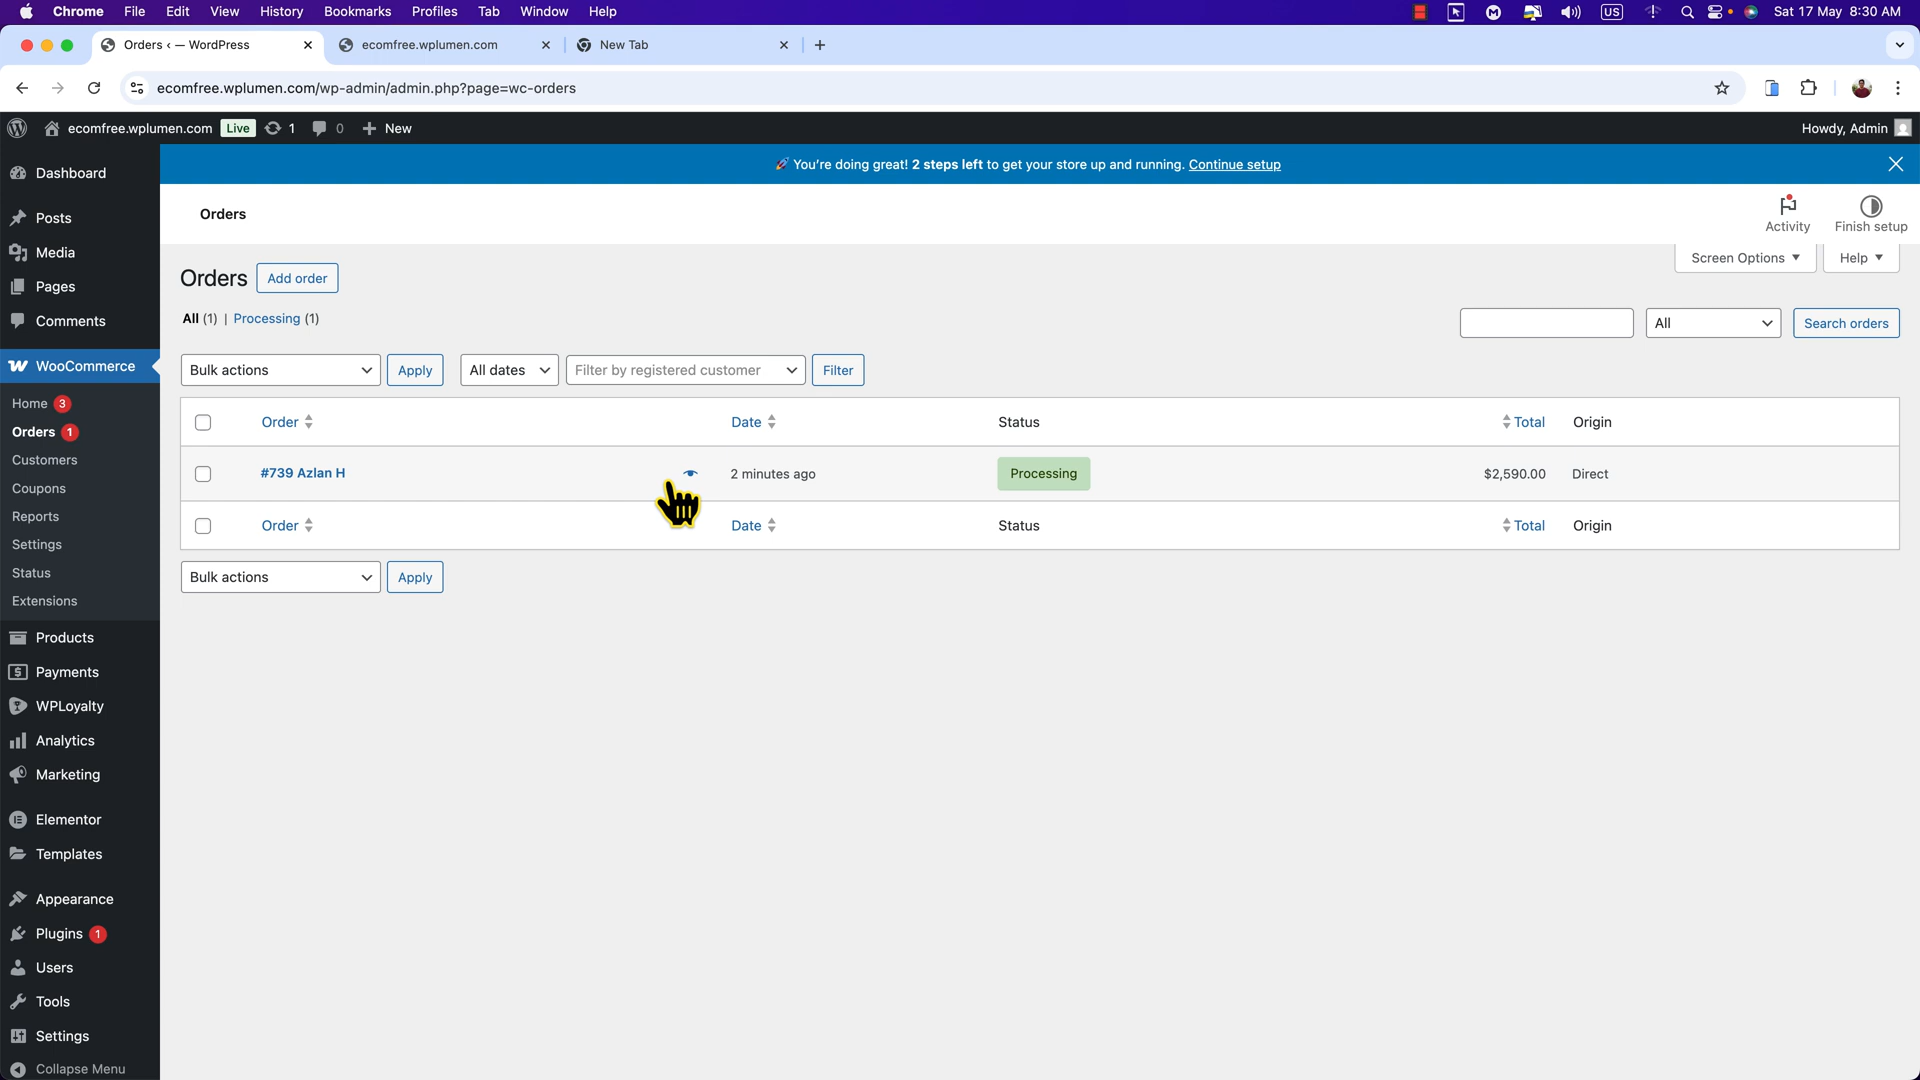 Chrome File Edit View History Bookmarks Profiles Tab Window Help US Sat 17 May 8:30 AM
Orders ‹ — WordPress ecomfree.wplumen.com New Tab
ecomfree.wplumen.com/wp-admin/admin.php?page=wc-orders
ecomfree.wplumen.com Live 1 0 New Howdy, Admin
🚀 You're doing great! 2 steps left to get your store up and running. Continue setup
Orders
Activity Finish setup
Screen Options Help
Orders Add order
All (1) | Processing (1)
All Search orders
Bulk actions Apply All dates Filter by registered customer Filter
Order Date Status Total Origin
#739 Azlan H 2 minutes ago Processing $2,590.00 Direct
Order Date Status Total Origin
Bulk actions Apply
Dashboard
Posts
Media
Pages
Comments
WooCommerce
Home 3
Orders 1
Customers
Coupons
Reports
Settings
Status
Extensions
Products
Payments
WPLoyalty
Analytics
Marketing
Elementor
Templates
Appearance
Plugins 1
Users
Tools
Settings
Collapse Menu